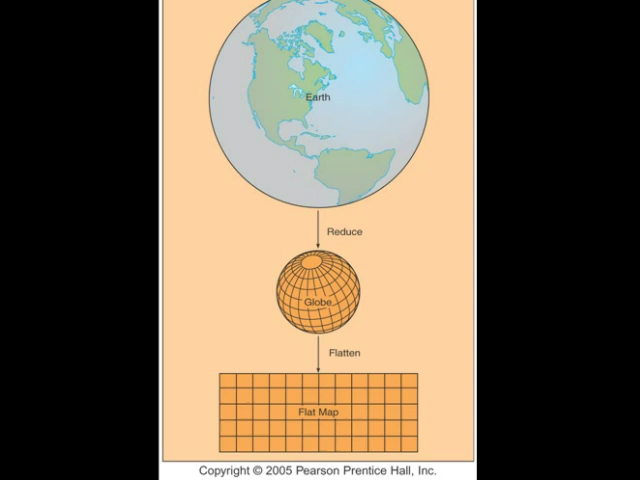 Earth
Reduce
Globe
Flatten
Flat Map
Copyright © 2005 Pearson Prentice Hall, Inc.